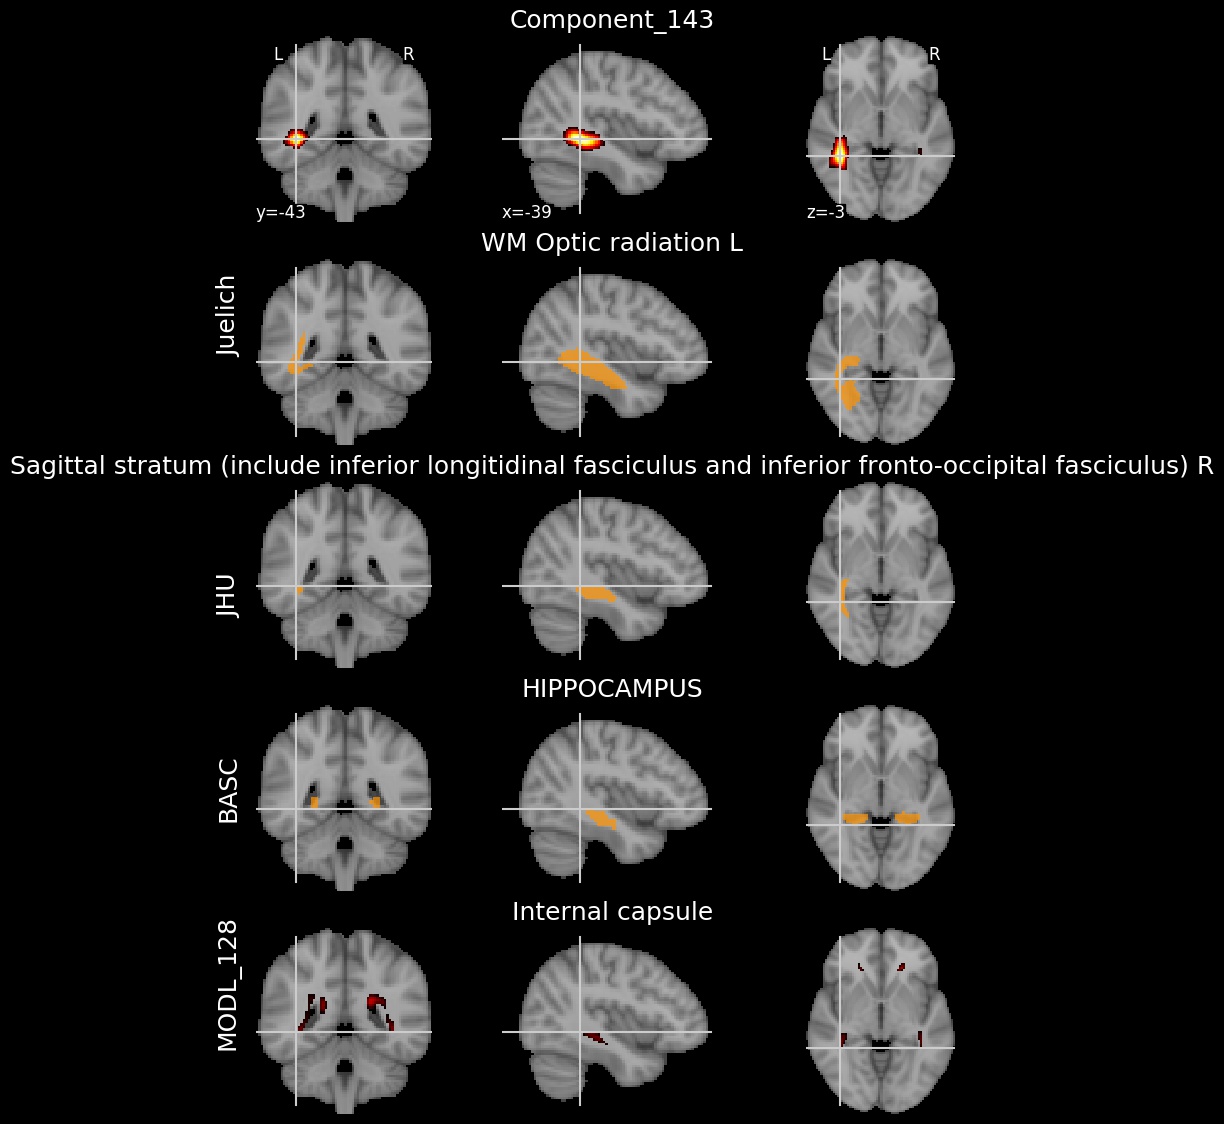 Component_143
L R
L R
y=-43
x=-39
z=-3
WM Optic radiation L
Juelich
Sagittal stratum (include inferior longitidinal fasciculus and inferior fronto-occipital fasciculus) R
JHU
HIPPOCAMPUS
BASC
Internal capsule
MODL_128